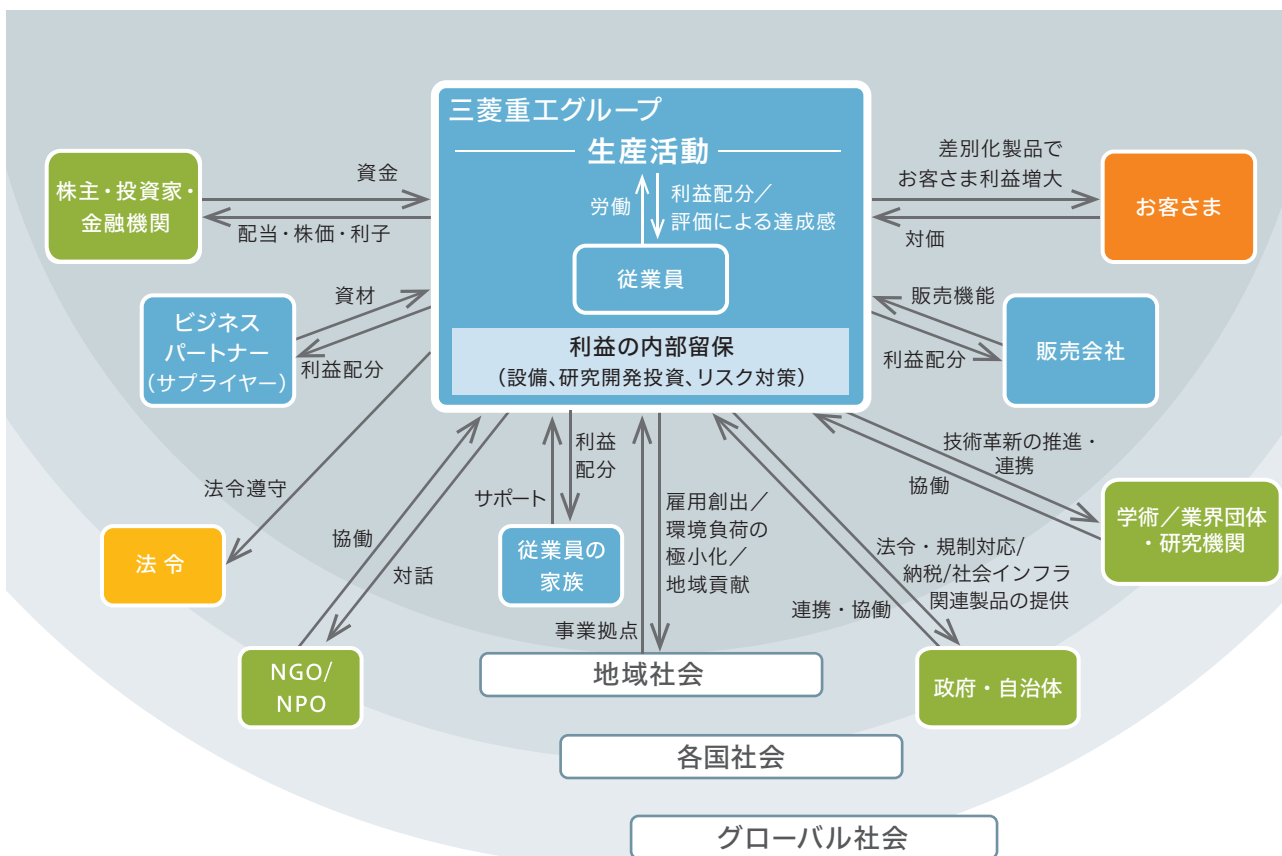 三菱重工グループ
生産活動
労働
利益配分／
評価による達成感
従業員
利益の内部留保
（設備、研究開発投資、リスク対策）
株主・投資家・
金融機関
資金
配当・株価・利子
差別化製品で
お客さま利益増大
対価
お客さま
ビジネス
パートナー
（サプライヤー）
資材
利益配分
販売機能
利益配分
販売会社
法令遵守
法 令
協働
対話
NGO/
NPO
サポート
利益
配分
従業員の
家族
事業拠点
雇用創出／
環境負荷の
極小化／
地域貢献
技術革新の推進・
連携
協働
学術／業界団体
・研究機関
法令・規制対応/
納税/社会インフラ
関連製品の提供
連携・協働
政府・自治体
地域社会
各国社会
グローバル社会